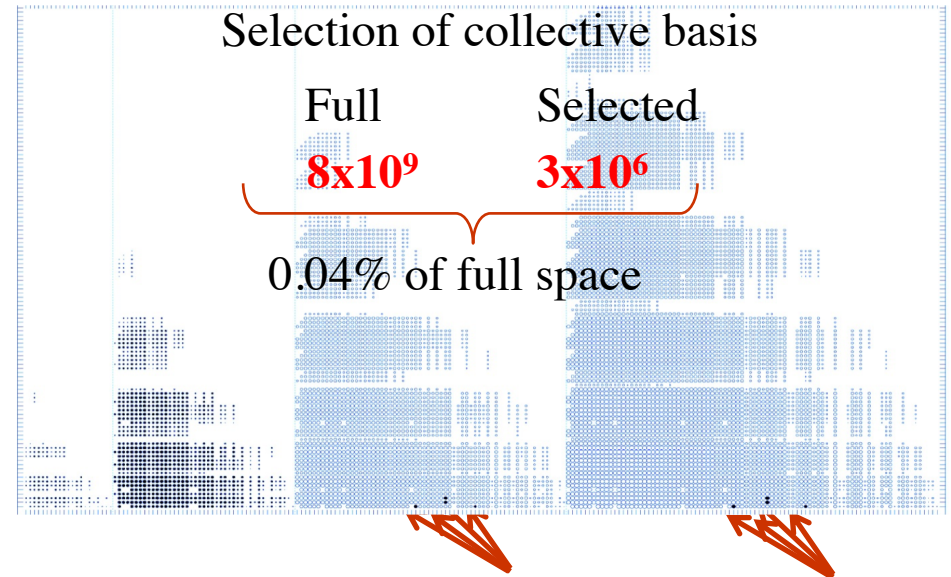 Selection of collective basis
Full Selected
8x10⁹ 3x10⁶
0.04% of full space